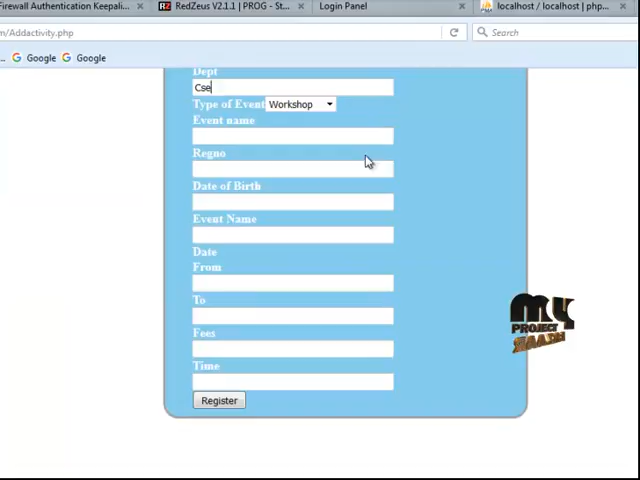 Firewall Authentication Keepali...
RedZeus V2.1.1 | PROG - St...
Login Panel
localhost / localhost | php...
m/Addactivity.php
Search
... Google Google
Dept
Cse
Type of Event Workshop
Event name
Regno
Date of Birth
Event Name
Date
From
To
Fees
Time
Register
my
PROJECT